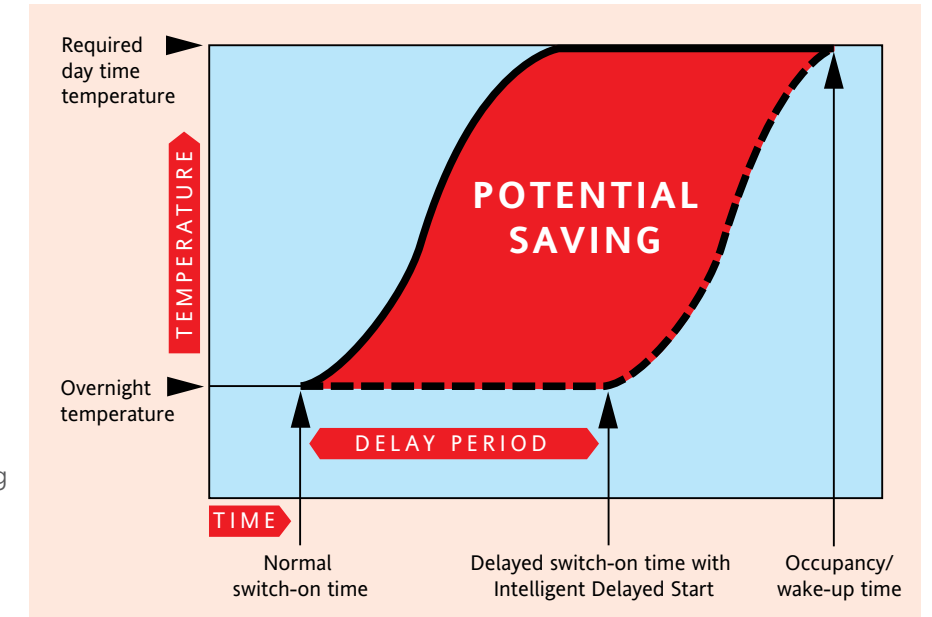 Required
day time
temperature
TEMPERATURE
POTENTIAL
SAVING
Overnight
temperature
DELAY PERIOD
g
TIME
Normal
switch-on time
Delayed switch-on time with
Intelligent Delayed Start
Occupancy/
wake-up time